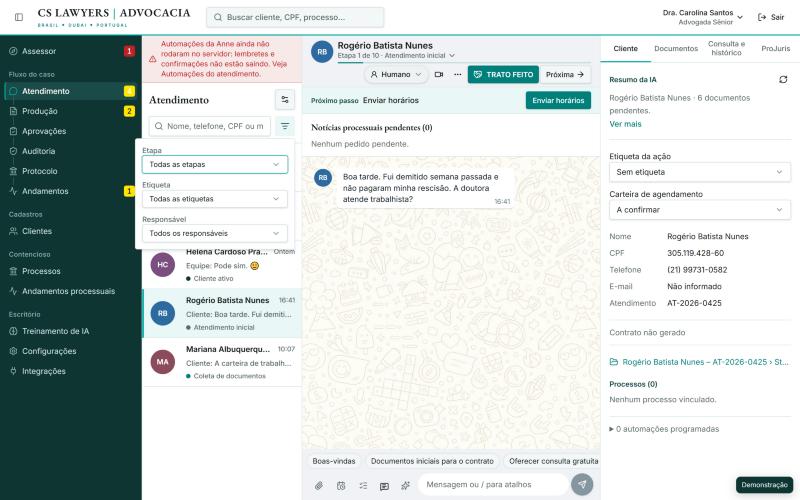 CS LAWYERS | ADVOCACIA
BRASIL • DUBAI • PORTUGAL
Buscar cliente, CPF, processo...
Dra. Carolina Santos
Advogada Sênior
Sair
Assessor
1
Fluxo do caso
Atendimento
4
Produção
2
Aprovações
Auditoria
Protocolo
Andamentos
1
Cadastros
Clientes
Contencioso
Processos
Andamentos processuais
Escritório
Treinamento de IA
Configurações
Integrações
Automações da Anne ainda não
rodaram no servidor: lembretes e
confirmações não estão saindo. Veja
Automações do atendimento.
Atendimento
Nome, telefone, CPF ou m
Etapa
Todas as etapas
Etiqueta
Todas as etiquetas
Responsável
Todos os responsáveis
HC
Helena Cardoso Pra...
Ontem
Equipe: Pode sim.
Cliente ativo
RB
Rogério Batista Nunes
16:41
Cliente: Boa tarde. Fui demiti...
Atendimento inicial
MA
Mariana Albuquerqu...
10:07
Cliente: A carteira de trabalh...
Coleta de documentos
RB
Rogério Batista Nunes
Etapa 1 de 10 · Atendimento inicial
Humano
TRATO FEITO
Próxima
Próximo passo Enviar horários
Enviar horários
Notícias processuais pendentes (0)
Nenhum pedido pendente.
RB
Boa tarde. Fui demitido semana passada e
não pagaram minha rescisão. A doutora
atende trabalhista?
16:41
Boas-vindas
Documentos iniciais para o contrato
Oferecer consulta gratuita
Mensagem ou / para atalhos
Cliente
Documentos
Consulta e
histórico
ProJuris
Resumo da IA
Rogério Batista Nunes · 6 documentos
pendentes.
Ver mais
Etiqueta da ação
Sem etiqueta
Carteira de agendamento
A confirmar
Nome Rogério Batista Nunes
CPF 305.119.428-60
Telefone (21) 99731-0582
E-mail Não informado
Atendimento AT-2026-0425
Contrato não gerado
Rogério Batista Nunes – AT-2026-0425 › St...
Processos (0)
Nenhum processo vinculado.
0 automações programadas
Demonstração